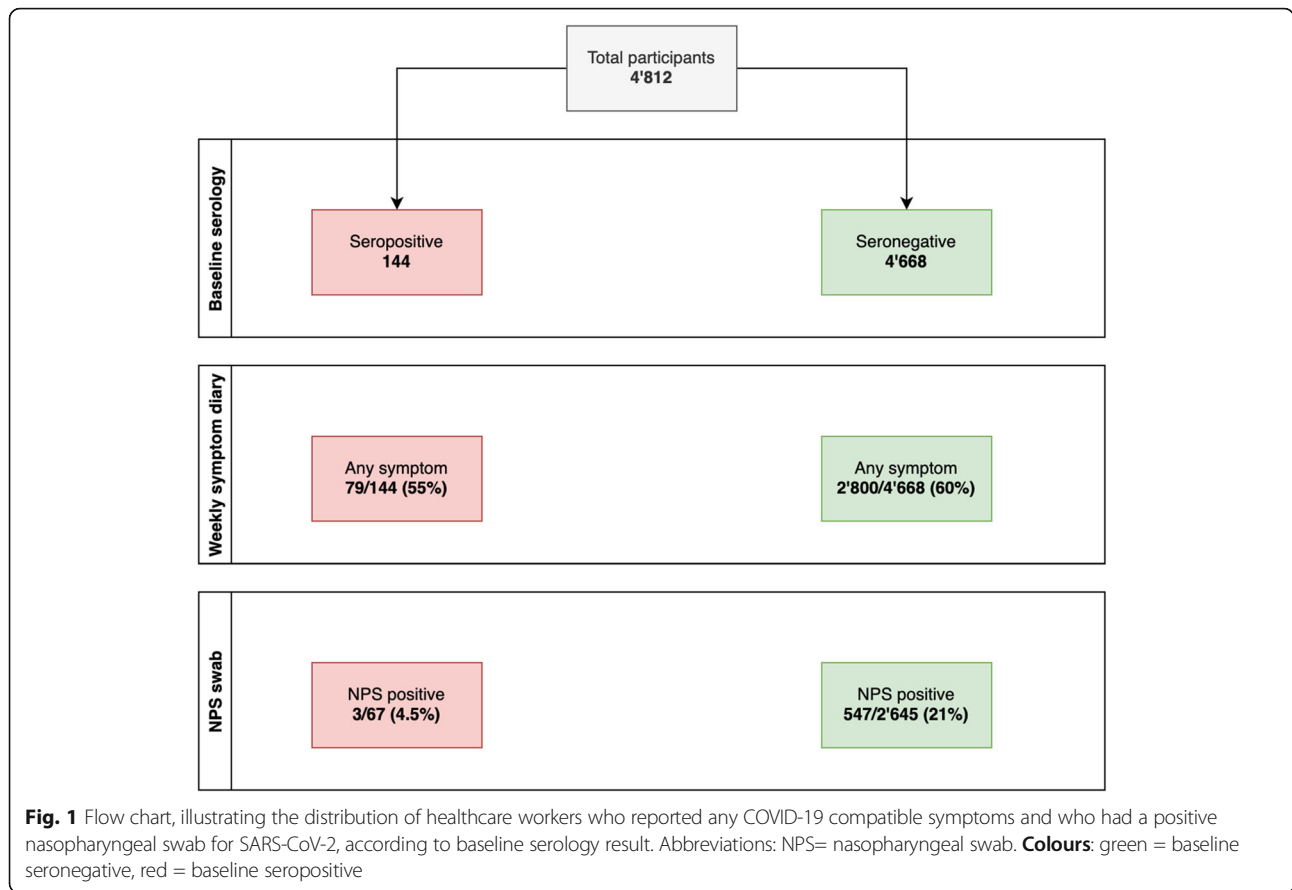 Total participants
4'812
Baseline serology
Seropositive
144
Seronegative
4'668
Weekly symptom diary
Any symptom
79/144 (55%)
Any symptom
2'800/4'668 (60%)
NPS swab
NPS positive
3/67 (4.5%)
NPS positive
547/2'645 (21%)
Fig. 1 Flow chart, illustrating the distribution of healthcare workers who reported any COVID-19 compatible symptoms and who had a positive
nasopharyngeal swab for SARS-CoV-2, according to baseline serology result. Abbreviations: NPS= nasopharyngeal swab. Colours: green = baseline
seronegative, red = baseline seropositive